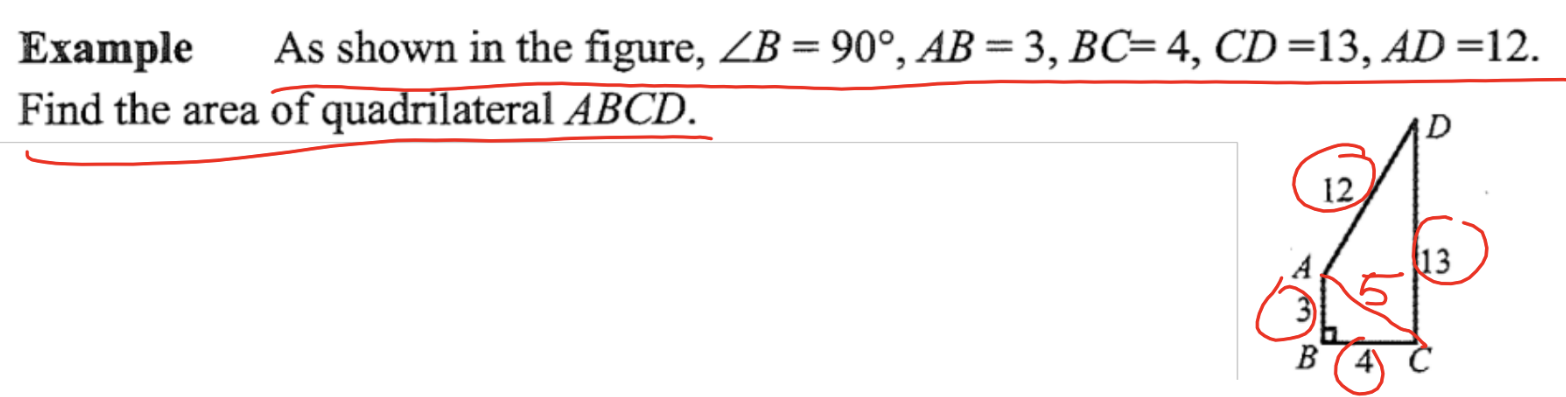 Example As shown in the figure, ∠B = 90°, AB = 3, BC= 4, CD =13, AD =12.
Find the area of quadrilateral ABCD.
D
12
A
13
5
3
B
4
C